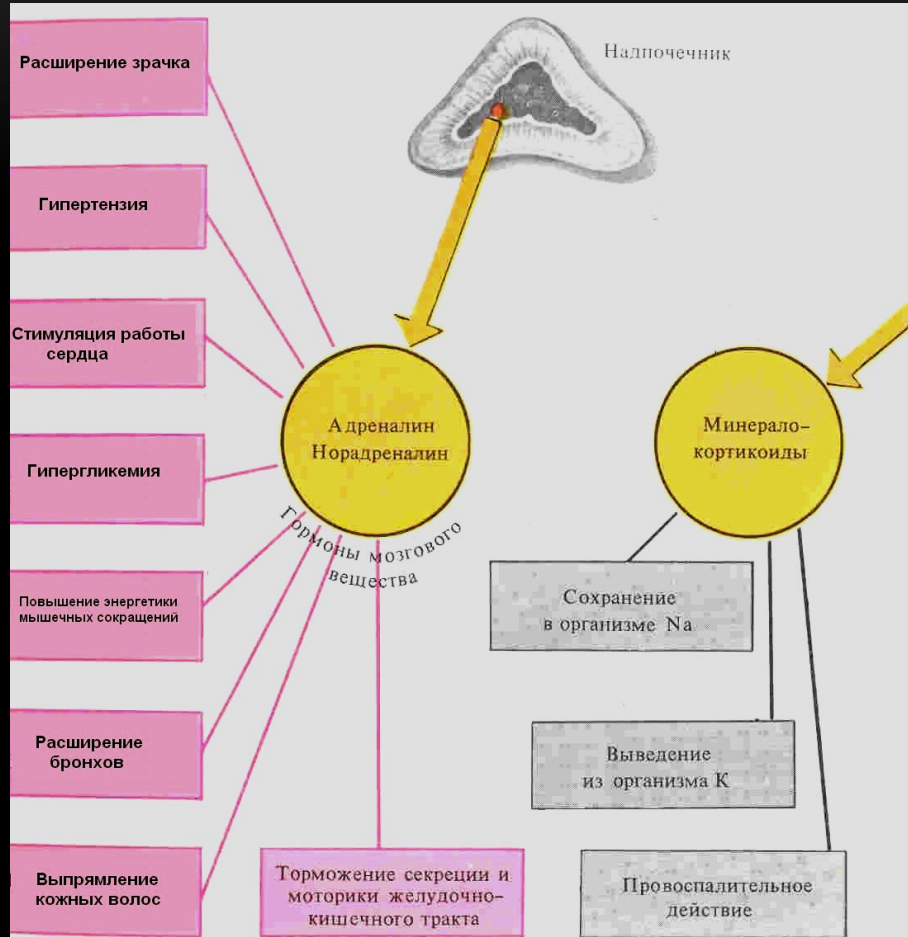 Надпочечник
Расширение зрачка
Гипертензия
Стимуляция работы
сердца
Гипергликемия
Повышение энергетики
мышечных сокращений
Расширение
бронхов
Выпрямление
кожных волос
Адреналин
Норадреналин
Гормоны мозгового
вещества
Торможение секреции и
моторики желудочно-
кишечного тракта
Минерало-
кортикоиды
Сохранение
в организме Na
Выведение
из организма K
Провоспалительное
действие